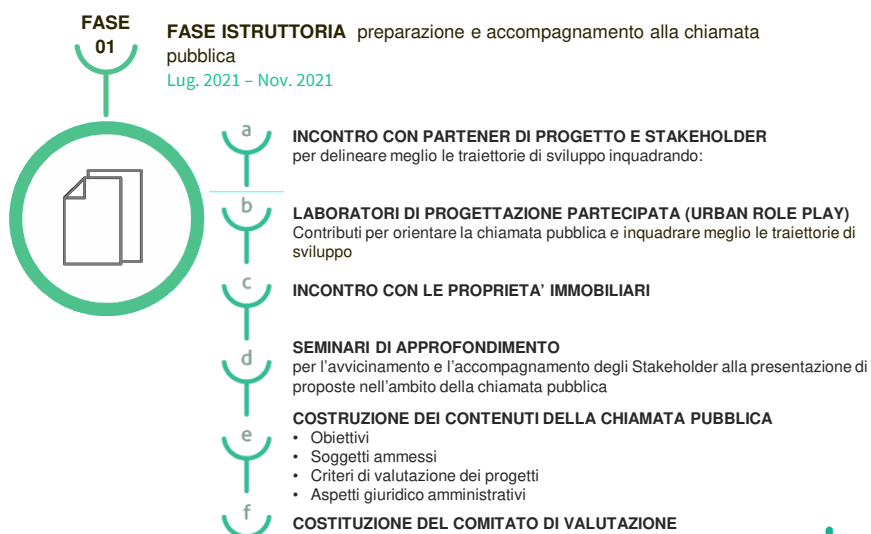 FASE
01
FASE ISTRUTTORIA preparazione e accompagnamento alla chiamata
pubblica
Lug. 2021 – Nov. 2021
a
INCONTRO CON PARTENER DI PROGETTO E STAKEHOLDER
per delineare meglio le traiettorie di sviluppo inquadrando:
b
LABORATORI DI PROGETTAZIONE PARTECIPATA (URBAN ROLE PLAY)
Contributi per orientare la chiamata pubblica e inquadrare meglio le traiettorie di
sviluppo
c
INCONTRO CON LE PROPRIETA’ IMMOBILIARI
d
SEMINARI DI APPROFONDIMENTO
per l’avvicinamento e l’accompagnamento degli Stakeholder alla presentazione di
proposte nell’ambito della chiamata pubblica
e
COSTRUZIONE DEI CONTENUTI DELLA CHIAMATA PUBBLICA
• Obiettivi
• Soggetti ammessi
• Criteri di valutazione dei progetti
• Aspetti giuridico amministrativi
f
COSTITUZIONE DEL COMITATO DI VALUTAZIONE